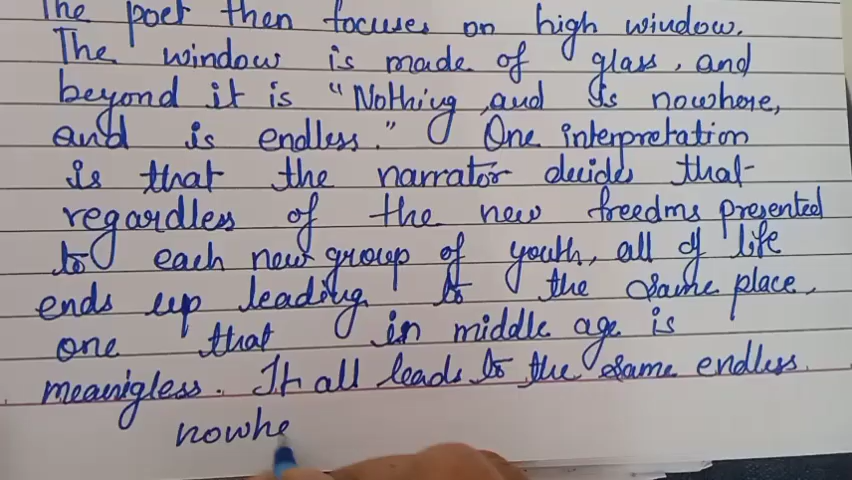 The poet then focuses on high window.
The window is made of glass, and
beyond it is "Nothing, and is nowhere,
and is endless." One interpretation
is that the narrator decides that
regardless of the new freedms presented
to each new group of youth, all of life
ends up leading to the same place,
one that in middle age is
meanigless. It all leads to the same endless
nowhe